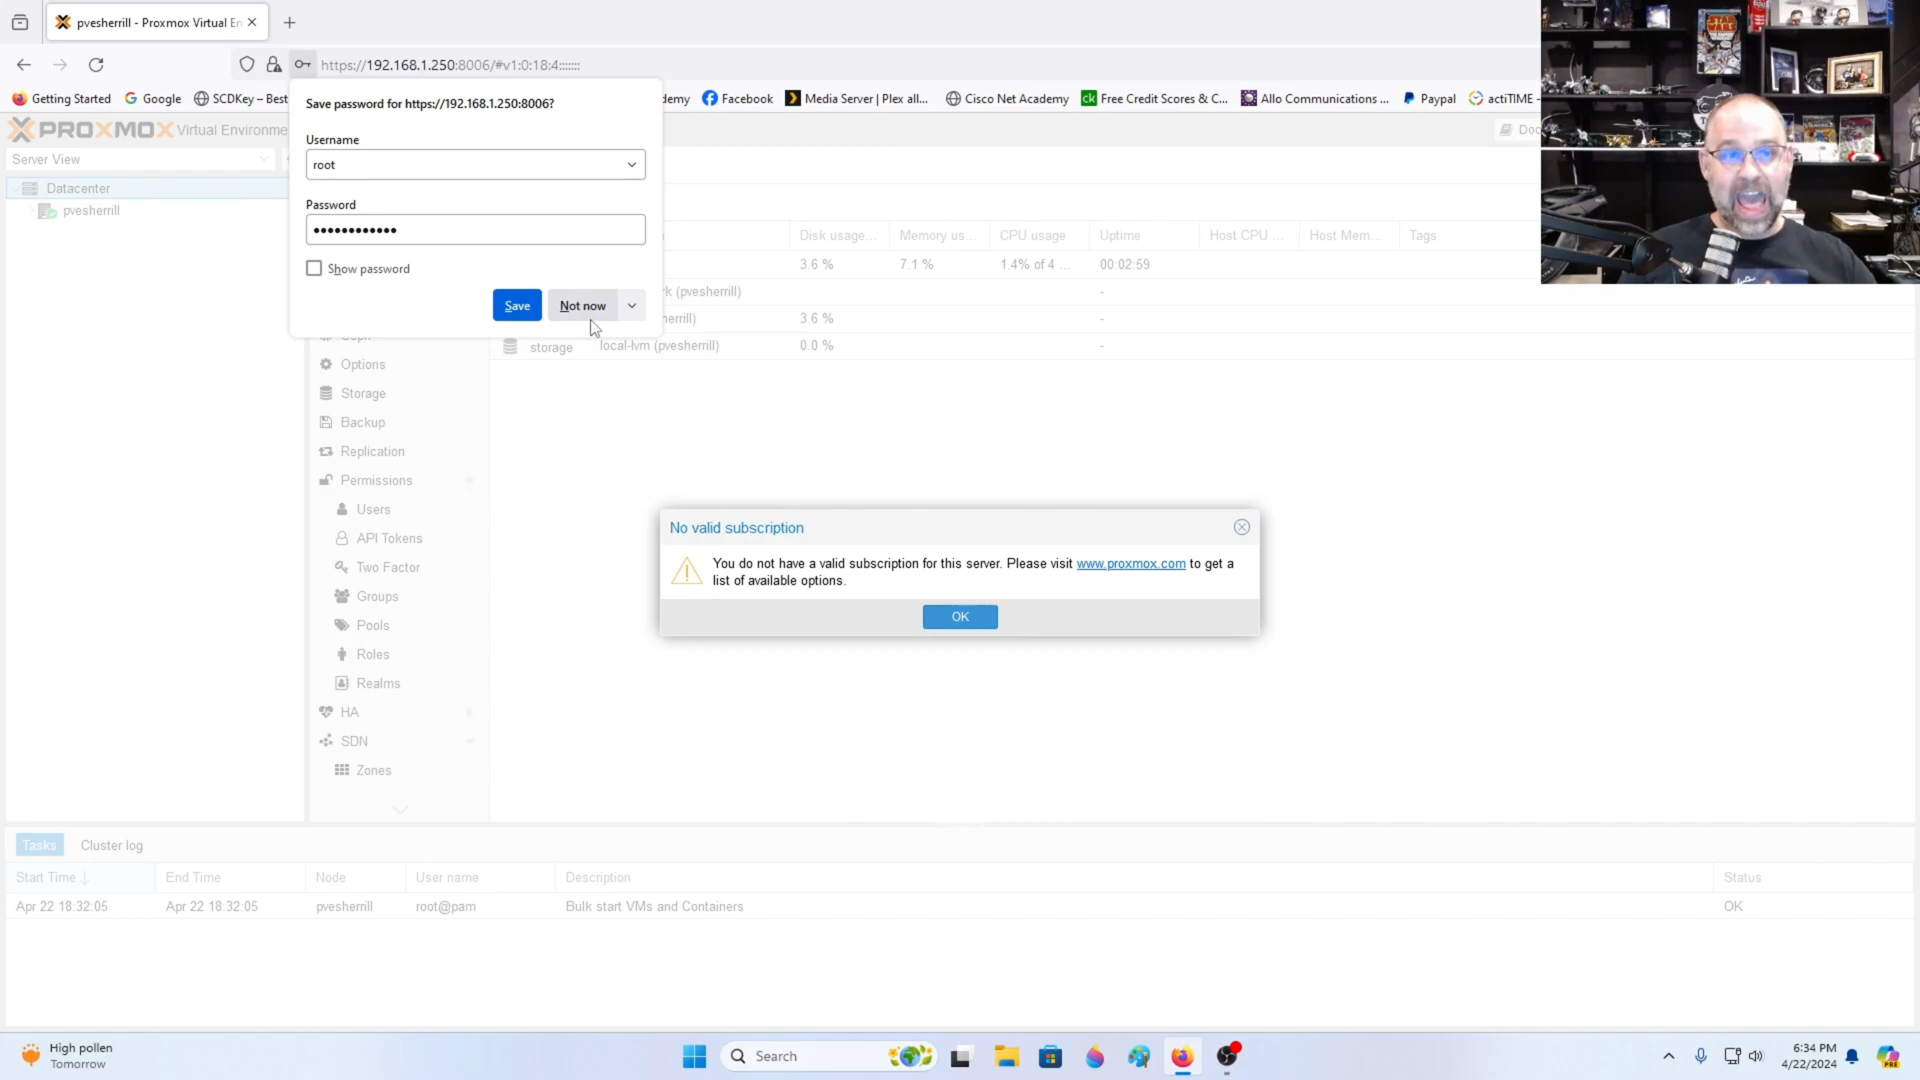 pvesherrill - Proxmox Virtual En
https://192.168.1.250:8006/#v1:0:18:4:::::::
Getting Started
Google
SCDKey – Best
demy
Facebook
Media Server | Plex all...
Cisco Net Academy
Free Credit Scores & C...
Allo Communications ...
Paypal
actiTIME -
PROXMOX Virtual Environme
Doc
Server View
Datacenter
pvesherrill
Save password for https://192.168.1.250:8006?
Username
root
Password
••••••••••••
Show password
Save
Not now
Disk usage... Memory us... CPU usage Uptime Host CPU ... Host Mem... Tags
3.6 % 7.1 % 1.4% of 4 ... 00:02:59
rk (pvesherrill) -
herrill) 3.6 % -
storage local-lvm (pvesherrill) 0.0 % -
Options
Storage
Backup
Replication
Permissions
Users
API Tokens
Two Factor
Groups
Pools
Roles
Realms
HA
SDN
Zones
No valid subscription
You do not have a valid subscription for this server. Please visit www.proxmox.com to get a
list of available options.
OK
Tasks Cluster log
Start Time End Time Node User name Description Status
Apr 22 18:32:05 Apr 22 18:32:05 pvesherrill root@pam Bulk start VMs and Containers OK
High pollen
Tomorrow
Search
6:34 PM
4/22/2024
PRE
STAR
WARS